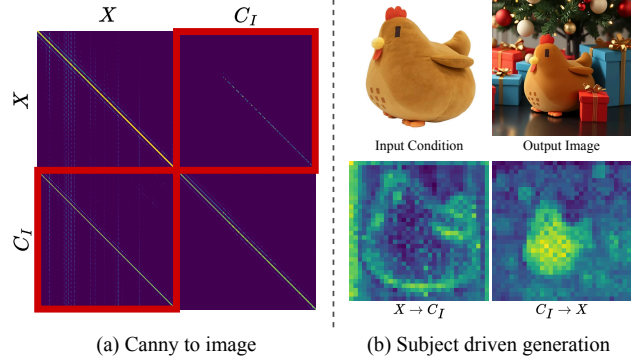 X
C_I
X
C_I
(a) Canny to image
Input Condition
Output Image
X → C_I
C_I → X
(b) Subject driven generation